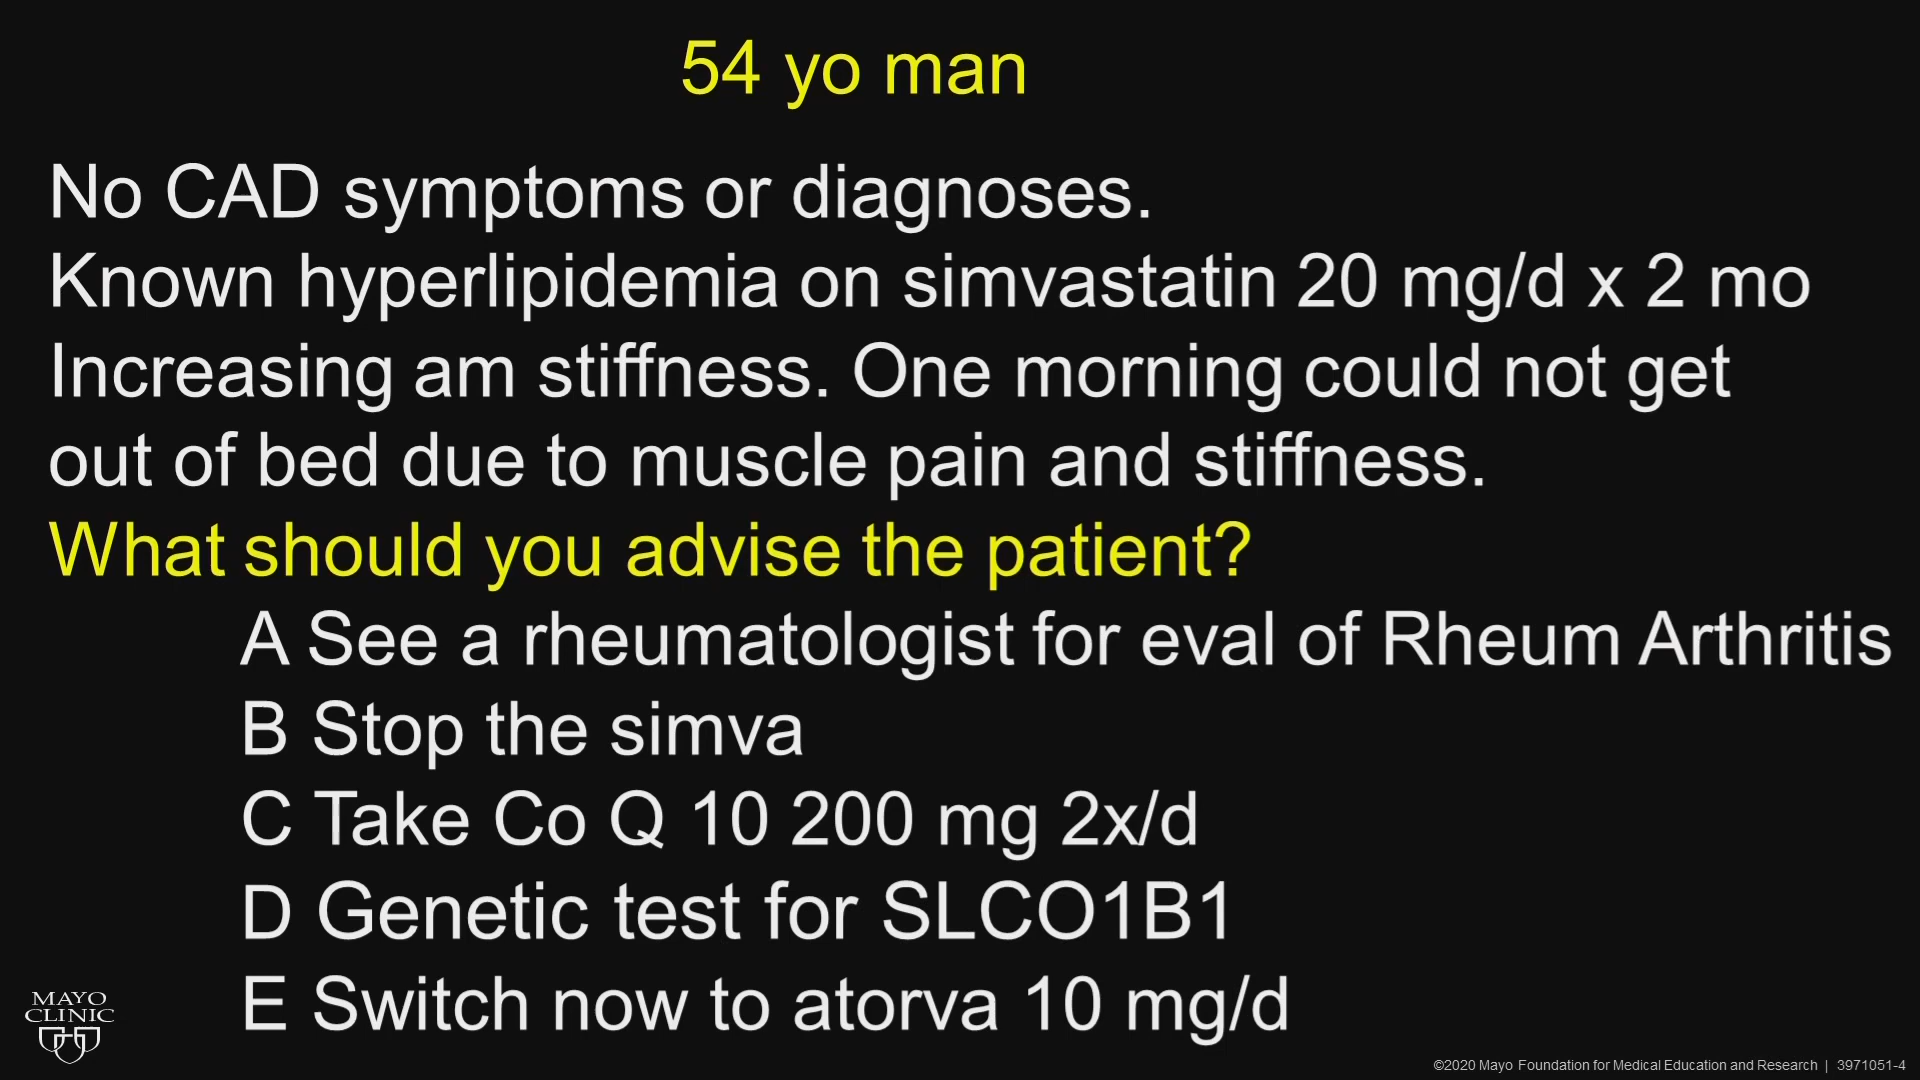 54 yo man
No CAD symptoms or diagnoses.
Known hyperlipidemia on simvastatin 20 mg/d x 2 mo
Increasing am stiffness. One morning could not get
out of bed due to muscle pain and stiffness.
What should you advise the patient?
A See a rheumatologist for eval of Rheum Arthritis
B Stop the simva
C Take Co Q 10 200 mg 2x/d
D Genetic test for SLCO1B1
E Switch now to atorva 10 mg/d
MAYO
CLINIC
©2020 Mayo Foundation for Medical Education and Research | 3971051-4